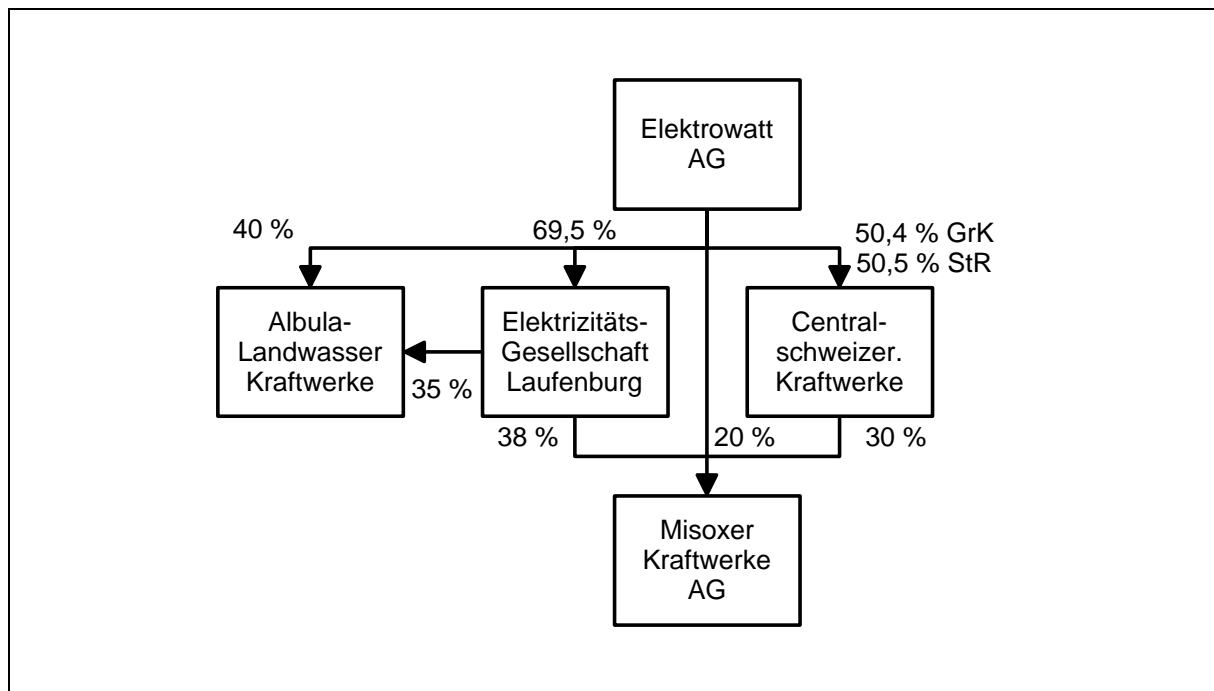 Elektrowatt
AG
40 %
69,5 %
50,4 % GrK
50,5 % StR
Albula-
Landwasser
Kraftwerke
Elektrizitäts-
Gesellschaft
Laufenburg
Central-
schweizer.
Kraftwerke
35 %
38 %
20 %
30 %
Misoxer
Kraftwerke
AG